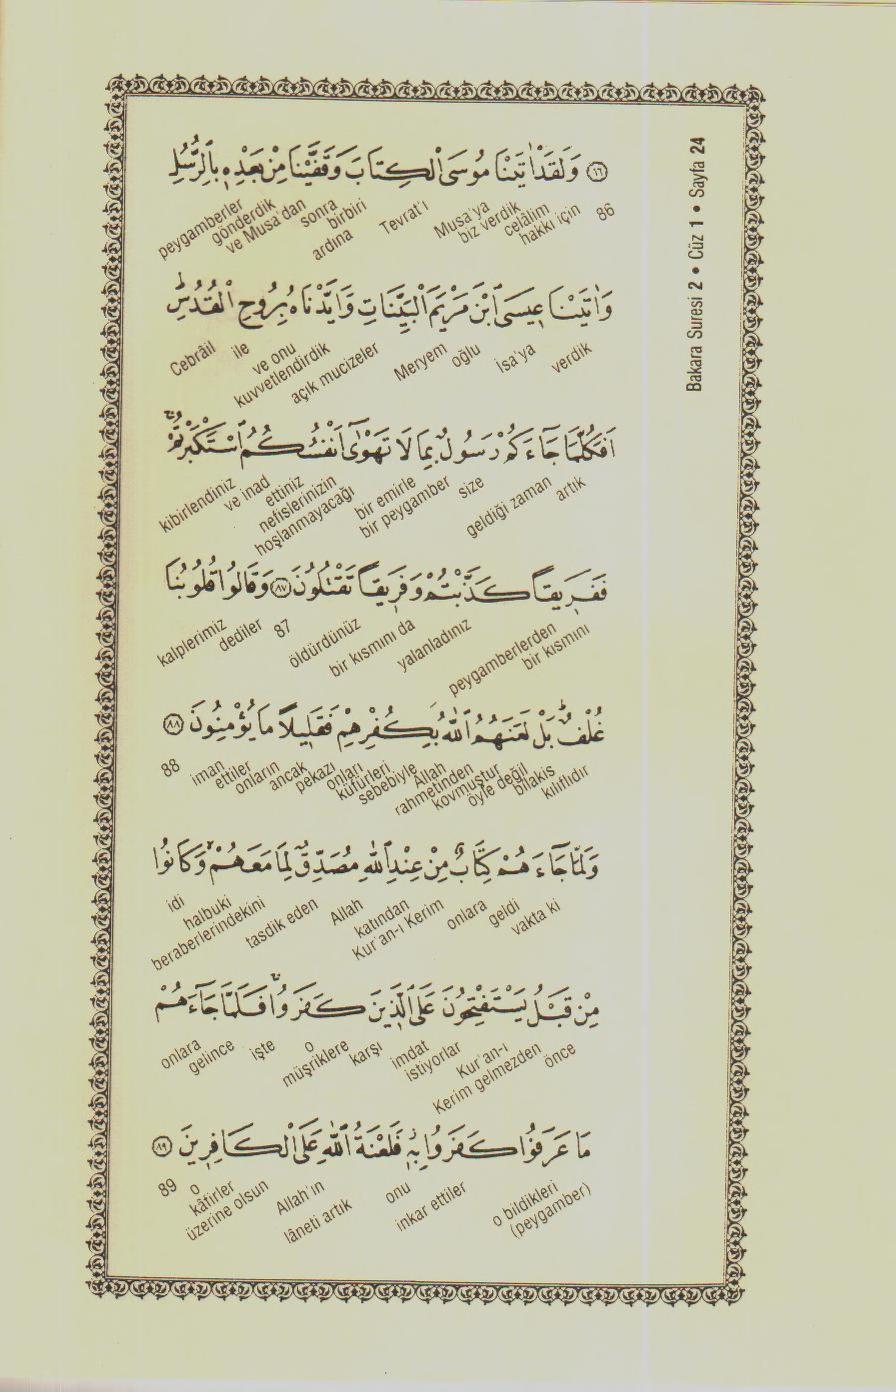 Bakara Suresi 2 • Cüz 1 • Sayfa 24
﴿٨٦﴾ وَلَقَدْ اٰتَيْنَا مُوسَى الْكِتَابَ وَقَفَّيْنَا مِنْ بَعْدِهِ بِالرُّسُلِ
86
hakkı için
celâlim
biz verdik
Musa'ya
Tevrat'ı
birbiri
ardına
sonra
ve Musa'dan
gönderdik
peygamberler
وَاٰتَيْنَا عِيسَى ابْنَ مَرْيَمَ الْبَيِّنَاتِ وَاَيَّدْنَاهُ بِرُوحِ الْقُدُسِ
verdik
İsa'ya
oğlu
Meryem
açık mucizeler
ve onu
kuvvetlendirdik
ile
Cebrâil
اَفَكُلَّمَا جَاءَكُمْ رَسُولٌ بِمَا لَا تَهْوٰى اَنْفُسُكُمُ اسْتَكْبَرْتُمْ
artık
geldiği zaman
size
bir peygamber
bir emirle
hoşlanmayacağı
nefislerinizin
ettiniz
ve inad
kibirlendiniz
فَفَرِيقاً كَذَّبْتُمْ وَفَرِيقاً تَقْتُلُونَ ﴿٨٧﴾ وَقَالُوا قُلُوبُنَا
bir kısmını
peygamberlerden
yalanladınız
bir kısmını da
öldürdünüz
87
dediler
kalplerimiz
غُلْفٌ بَلْ لَعَنَهُمُ اللّٰهُ بِكُفْرِهِمْ فَقَلِيلاً مَا يُؤْمِنُونَ ﴿٨٨﴾
kılıflıdır
bilakis
öyle değil
kovmuştur
rahmetinden
Allah
sebebiyle
küfürleri
onları
pekazı
ancak
onların
ettiler
iman
88
وَلَمَّا جَاءَهُمْ كِتَابٌ مِنْ عِنْدِ اللّٰهِ مُصَدِّقٌ لِمَا مَعَهُمْ وَكَانُوا
vakta ki
geldi
onlara
Kur'an-ı Kerim
katından
Allah
tasdik eden
beraberlerindekini
halbuki
idi
مِنْ قَبْلُ يَسْتَفْتِحُونَ عَلَى الَّذِينَ كَفَرُوا فَلَمَّا جَاءَهُمْ
önce
Kerim gelmezden
Kur'an-ı
istiyorlar
imdat
karşı
müşriklere
o
işte
gelince
onlara
مَا عَرَفُوا كَفَرُوا بِهِ فَلَعْنَةُ اللّٰهِ عَلَى الْكَافِرِينَ ﴿٨٩﴾
o bildikleri
(peygamber)
inkar ettiler
onu
lâneti artık
Allah'ın
üzerine olsun
kâfirler
o
89